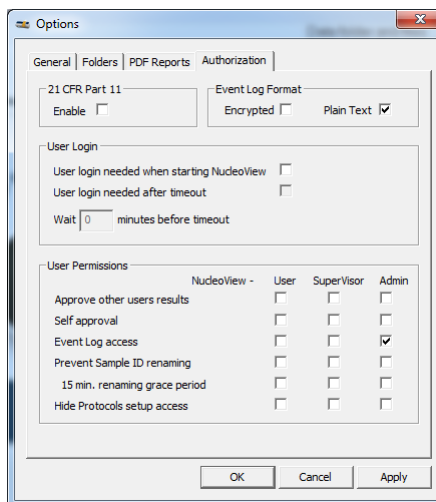 Options
General Folders PDF Reports Authorization
21 CFR Part 11 Event Log Format
Enable Encrypted Plain Text
User Login
User login needed when starting NucleoView
User login needed after timeout
Wait 0 minutes before timeout
User Permissions
NucleoView - User SuperVisor Admin
Approve other users results
Self approval
Event Log access
Prevent Sample ID renaming
15 min. renaming grace period
Hide Protocols setup access
OK Cancel Apply